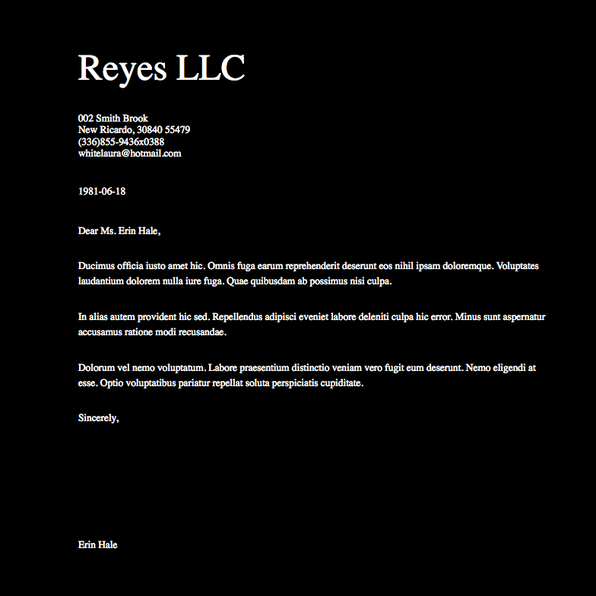 Reyes LLC
002 Smith Brook
New Ricardo, 30840 55479
(336)855-9436x0388
whitelaura@hotmail.com
1981-06-18
Dear Ms. Erin Hale,
Ducimus officia iusto amet hic. Omnis fuga earum reprehenderit deserunt eos nihil ipsam doloremque. Voluptates
laudantium dolorem nulla iure fuga. Quae quibusdam ab possimus nisi culpa.
In alias autem provident hic sed. Repellendus adipisci eveniet labore deleniti culpa hic error. Minus sunt aspernatur
accusamus ratione modi recusandae.
Dolorum vel nemo voluptatum. Labore praesentium distinctio veniam vero fugit eum deserunt. Nemo eligendi at
esse. Optio voluptatibus pariatur repellat soluta perspiciatis cupiditate.
Sincerely,
Erin Hale